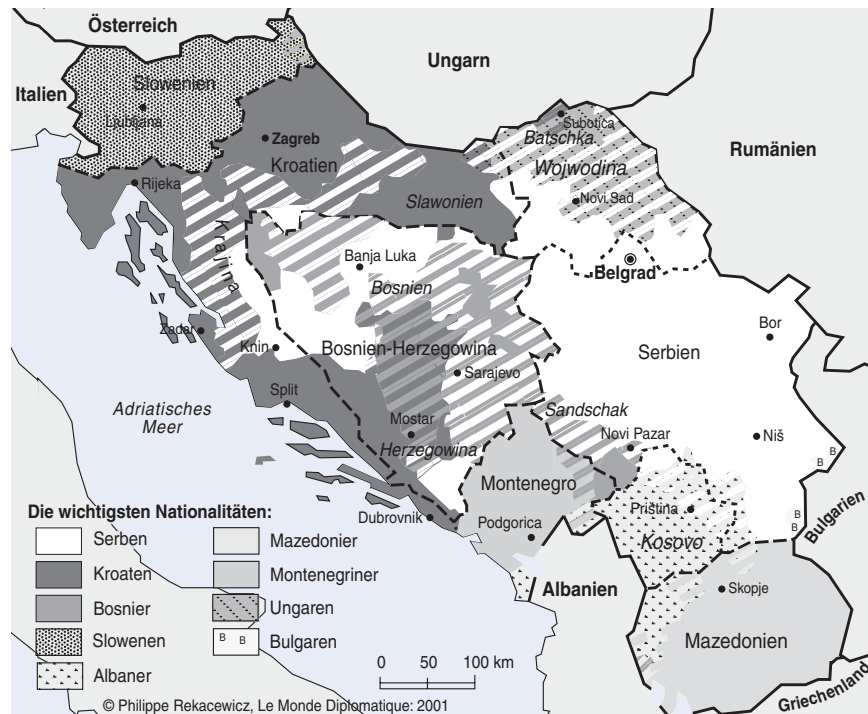 Österreich
Ungarn
Italien
Slowenien
Ljubljana
Zagreb
Kroatien
Rijeka
Subotica
Batschka
Wojwodina
Rumänien
Novi Sad
Slawonien
Krajina
Banja Luka
Bosnien
Belgrad
Zadar
Knin
Bosnien-Herzegowina
Serbien
Bor
Sarajevo
Split
Adriatisches
Meer
Mostar
Herzegowina
Sandschak
Novi Pazar
Niš
B
B
Montenegro
Dubrovnik
Podgorica
Priština
Kosovo
B
B
Bulgarien
Albanien
Skopje
Mazedonien
Griechenland
Die wichtigsten Nationalitäten:
Serben
Mazedonier
Kroaten
Montenegriner
Bosnier
Ungaren
Slowenen
B B Bulgaren
Albaner
0 50 100 km
© Philippe Rekacewicz, Le Monde Diplomatique: 2001